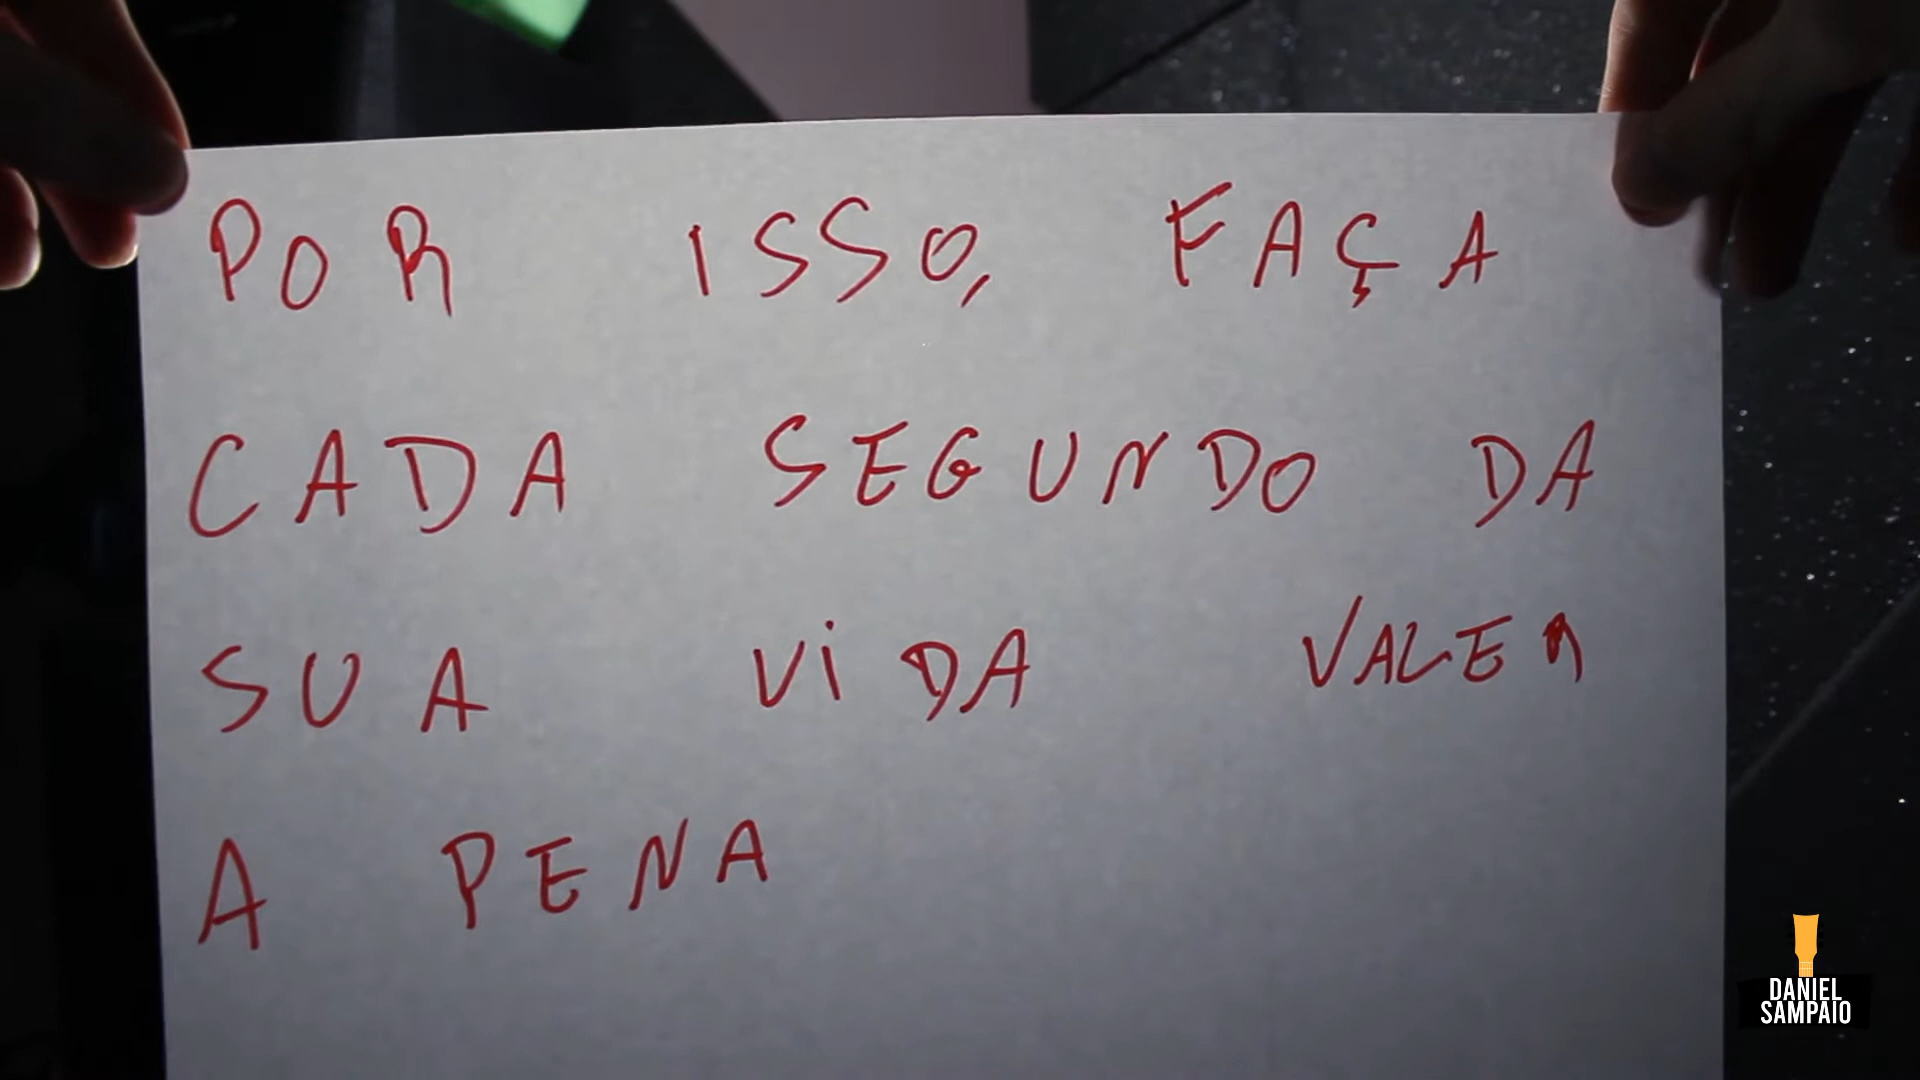 POR ISSO, FAÇA
CADA SEGUNDO DA
SUA ViDA VALER
A PENA
DANIEL
SAMPAIO